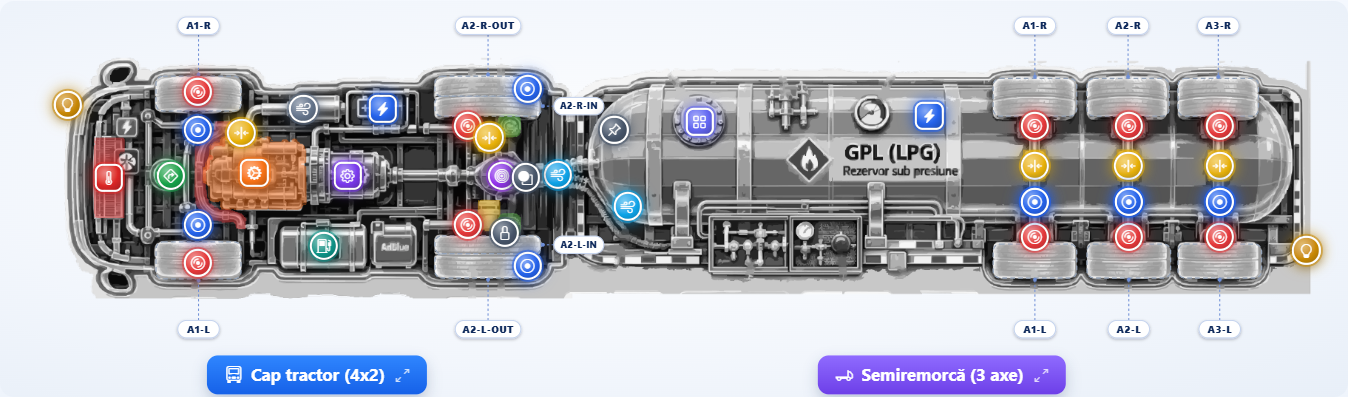 A1-R
A2-R-OUT
A1-R
A2-R
A3-R
A2-R-IN
GPL (LPG)
Rezervor sub presiune
AdBlue
A2-L-IN
A1-L
A2-L-OUT
A1-L
A2-L
A3-L
Cap tractor (4x2)
Semiremorcă (3 axe)